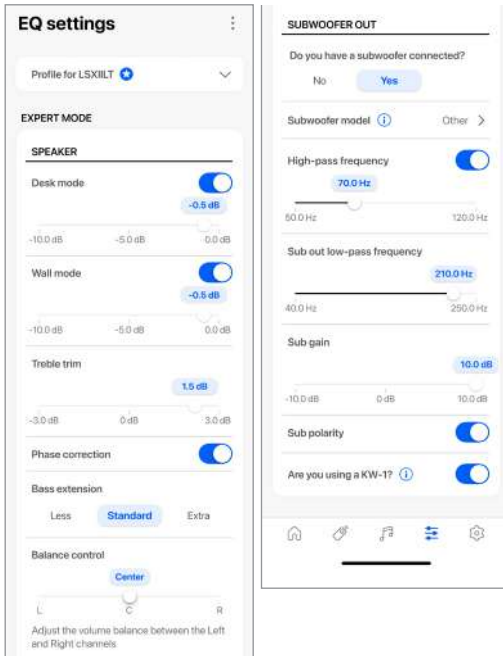 EQ settings
Profile for LSXIILT
EXPERT MODE
SPEAKER
Desk mode
-0.5 dB
-10.0 dB -5.0 dB 0.0 dB
Wall mode
-0.5 dB
-10.0 dB -5.0 dB 0.0 dB
Treble trim
1.5 dB
-3.0 dB 0 dB 3.0 dB
Phase correction
Bass extension
Less Standard Extra
Balance control
Center
L C R
Adjust the volume balance between the Left
and Right channels
SUBWOOFER OUT
Do you have a subwoofer connected?
No Yes
Subwoofer model Other
High-pass frequency
70.0 Hz
50.0 Hz 120.0 Hz
Sub out low-pass frequency
210.0 Hz
40.0 Hz 250.0 Hz
Sub gain
10.0 dB
-10.0 dB 0 dB 10.0 dB
Sub polarity
Are you using a KW-1?